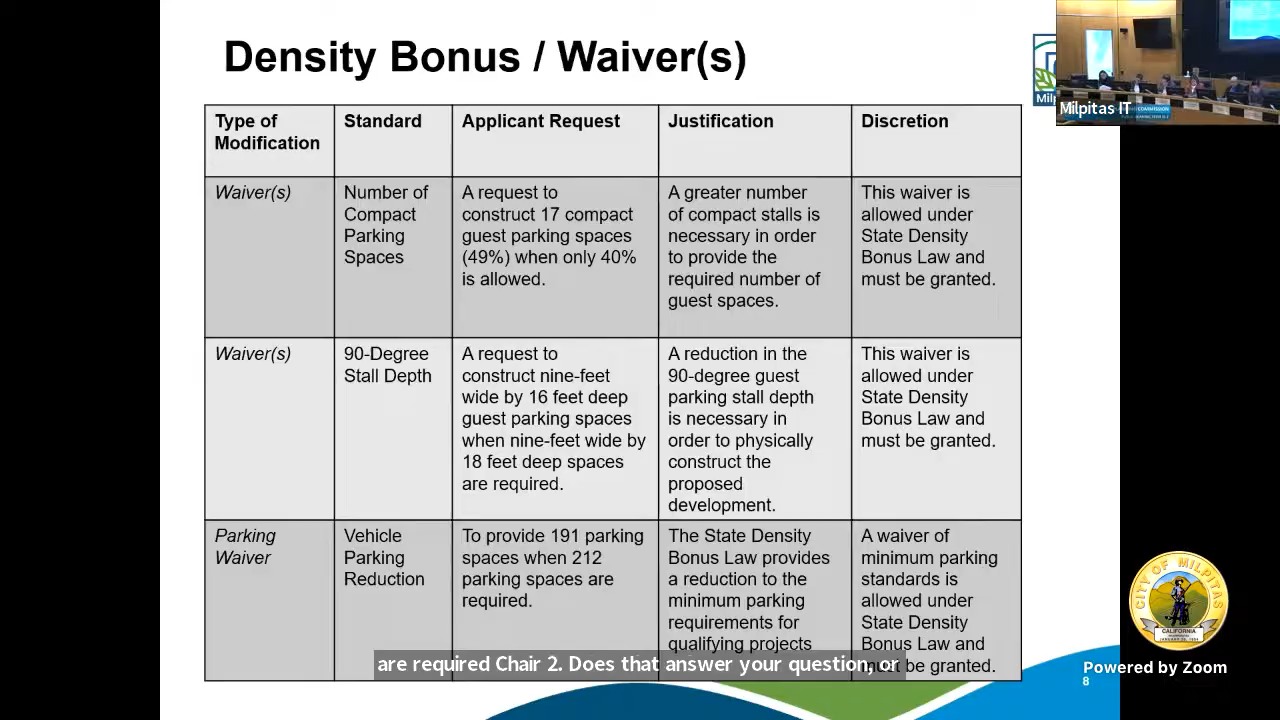 Density Bonus / Waiver(s)
Milpitas IT
Type of
Modification
Standard
Applicant Request
Justification
Discretion
Waiver(s)
Number of
Compact
Parking
Spaces
A request to
construct 17 compact
guest parking spaces
(49%) when only 40%
is allowed.
A greater number
of compact stalls is
necessary in order
to provide the
required number of
guest spaces.
This waiver is
allowed under
State Density
Bonus Law and
must be granted.
Waiver(s)
90-Degree
Stall Depth
A request to
construct nine-feet
wide by 16 feet deep
guest parking spaces
when nine-feet wide by
18 feet deep spaces
are required.
A reduction in the
90-degree guest
parking stall depth
is necessary in
order to physically
construct the
proposed
development.
This waiver is
allowed under
State Density
Bonus Law and
must be granted.
Parking
Waiver
Vehicle
Parking
Reduction
To provide 191 parking
spaces when 212
parking spaces are
required.
The State Density
Bonus Law provides
a reduction to the
minimum parking
requirements for
qualifying projects
A waiver of
minimum parking
standards is
allowed under
State Density
Bonus Law and
be granted.
are required Chair 2. Does that answer your question, or
CITY OF MILPITAS
CALIFORNIA
Powered by Zoom
8